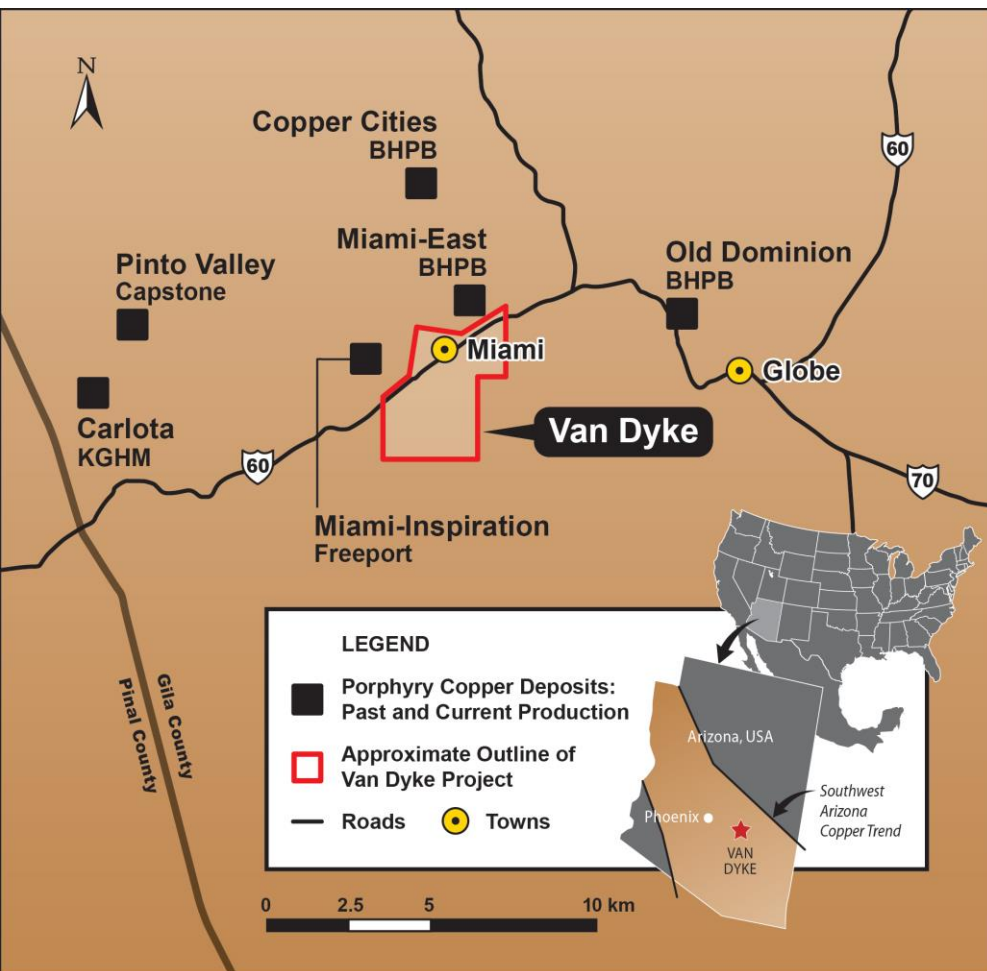 N
Copper Cities
BHPB
60
Miami-East
BHPB
Old Dominion
BHPB
Pinto Valley
Capstone
Miami
Globe
Carlota
KGHM
Van Dyke
60
70
Miami-Inspiration
Freeport
Gila County
Pinal County
LEGEND
Porphyry Copper Deposits:
Past and Current Production
Approximate Outline of
Van Dyke Project
Roads
Towns
Arizona, USA
Phoenix
VAN
DYKE
Southwest
Arizona
Copper Trend
0
2.5
5
10 km